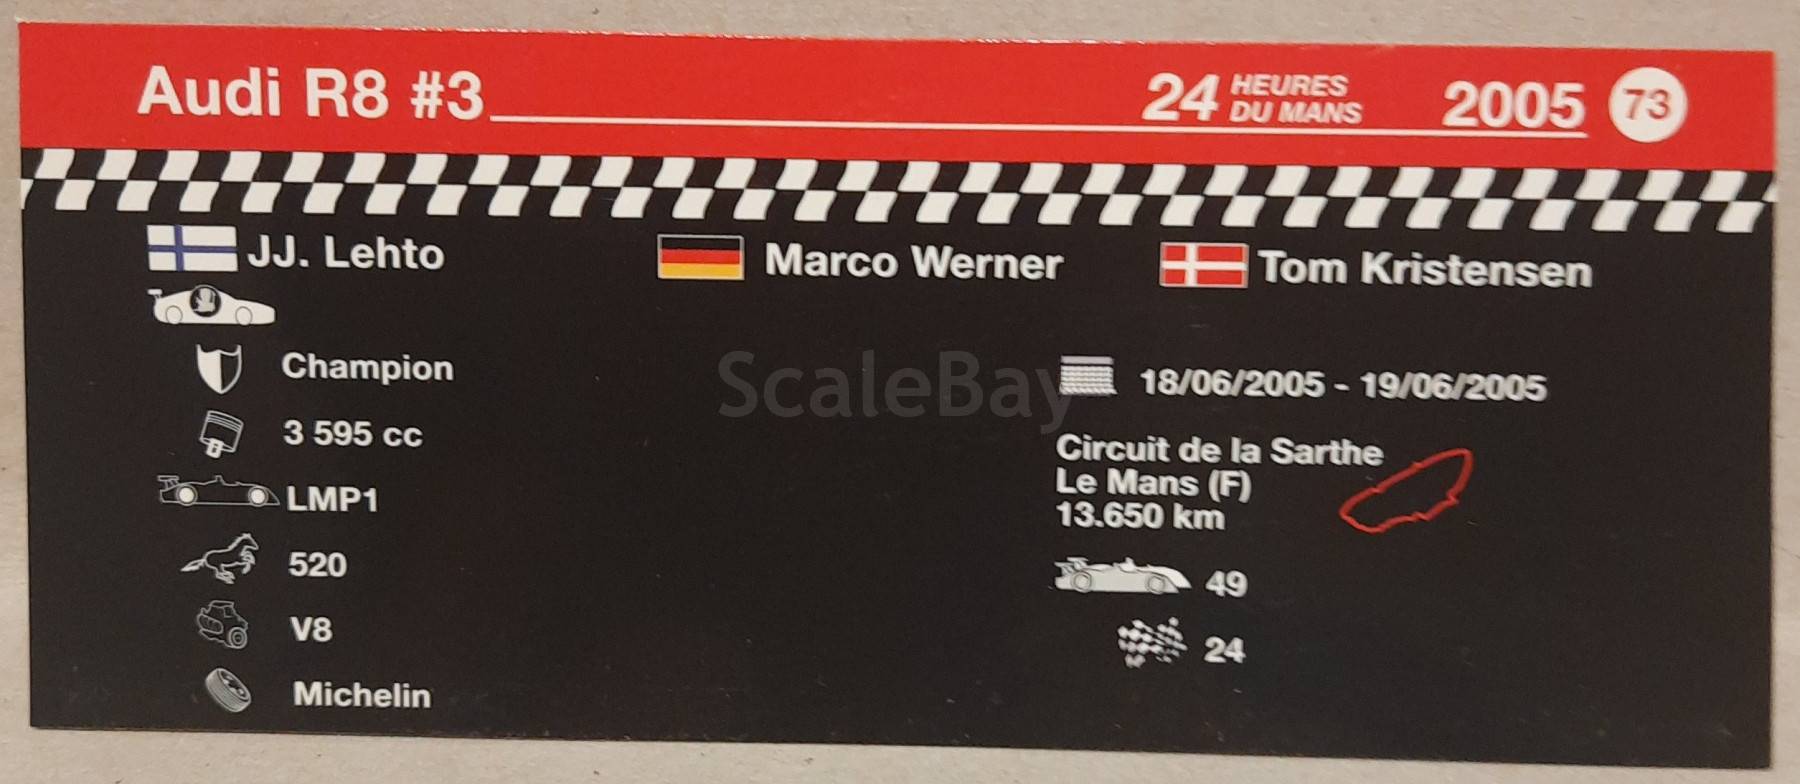 Audi R8 #3
24 HEURES
DU MANS
2005
73
JJ. Lehto
Marco Werner
Tom Kristensen
Champion
3 595 cc
LMP1
520
V8
Michelin
ScaleBay
18/06/2005 - 19/06/2005
Circuit de la Sarthe
Le Mans (F)
13.650 km
49
24